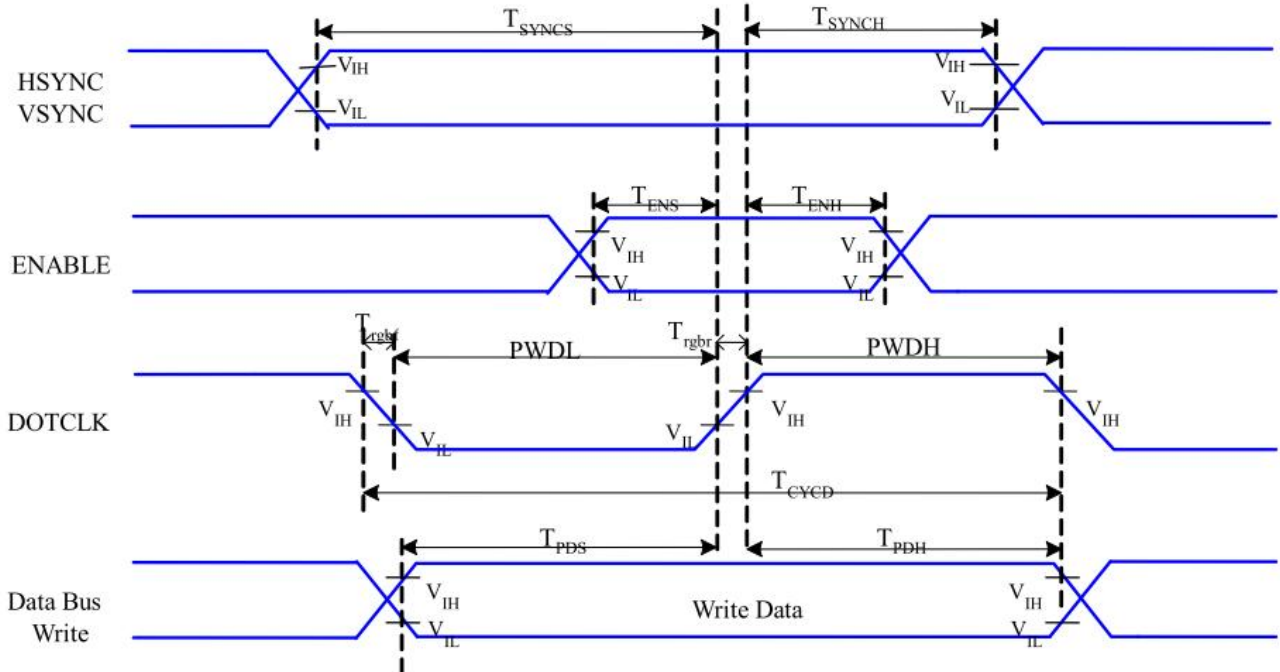 TSYNCS
TSYNCH
HSYNC
VSYNC
VIH
VIL
VIH
VIL
TENS
TENH
ENABLE
VIH
VIL
VIH
VIL
Trgbf
PWDL
Trgbr
PWDH
DOTCLK
VIH
VIL
VIL
VIH
VIH
TCYCD
TPDS
TPDH
Data Bus
Write
VIH
VIL
Write Data
VIH
VIL